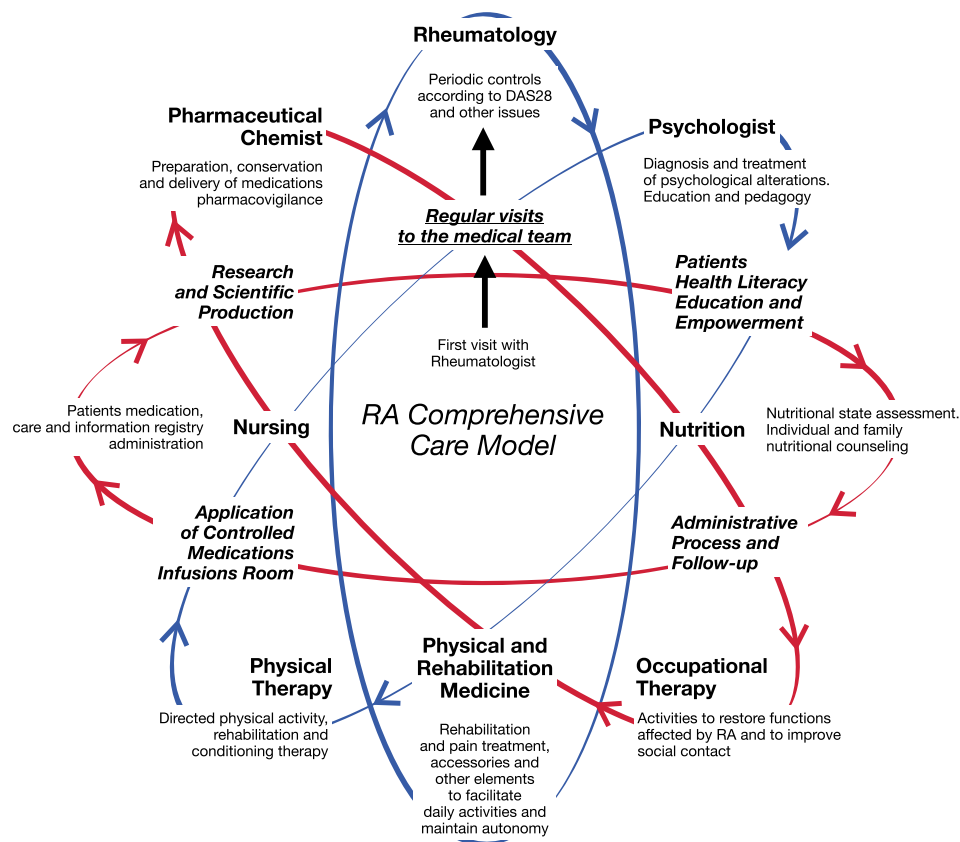 Rheumatology
Periodic controls
according to DAS28
and other issues
Pharmaceutical
Chemist
Preparation, conservation
and delivery of medications
pharmacovigilance
Psychologist
Diagnosis and treatment
of psychological alterations.
Education and pedagogy
Regular visits
to the medical team
Research
and Scientific
Production
Patients
Health Literacy
Education and
Empowerment
First visit with
Rheumatologist
RA Comprehensive
Care Model
Patients medication,
care and information registry
administration
Nursing
Nutrition
Nutritional state assessment.
Individual and family
nutritional counseling
Application
of Controlled
Medications
Infusions Room
Administrative
Process and
Follow-up
Physical
Therapy
Directed physical activity,
rehabilitation and
conditioning therapy
Physical and
Rehabilitation
Medicine
Rehabilitation
and pain treatment,
accessories and
other elements
to facilitate
daily activities and
maintain autonomy
Occupational
Therapy
Activities to restore functions
affected by RA and to improve
social contact